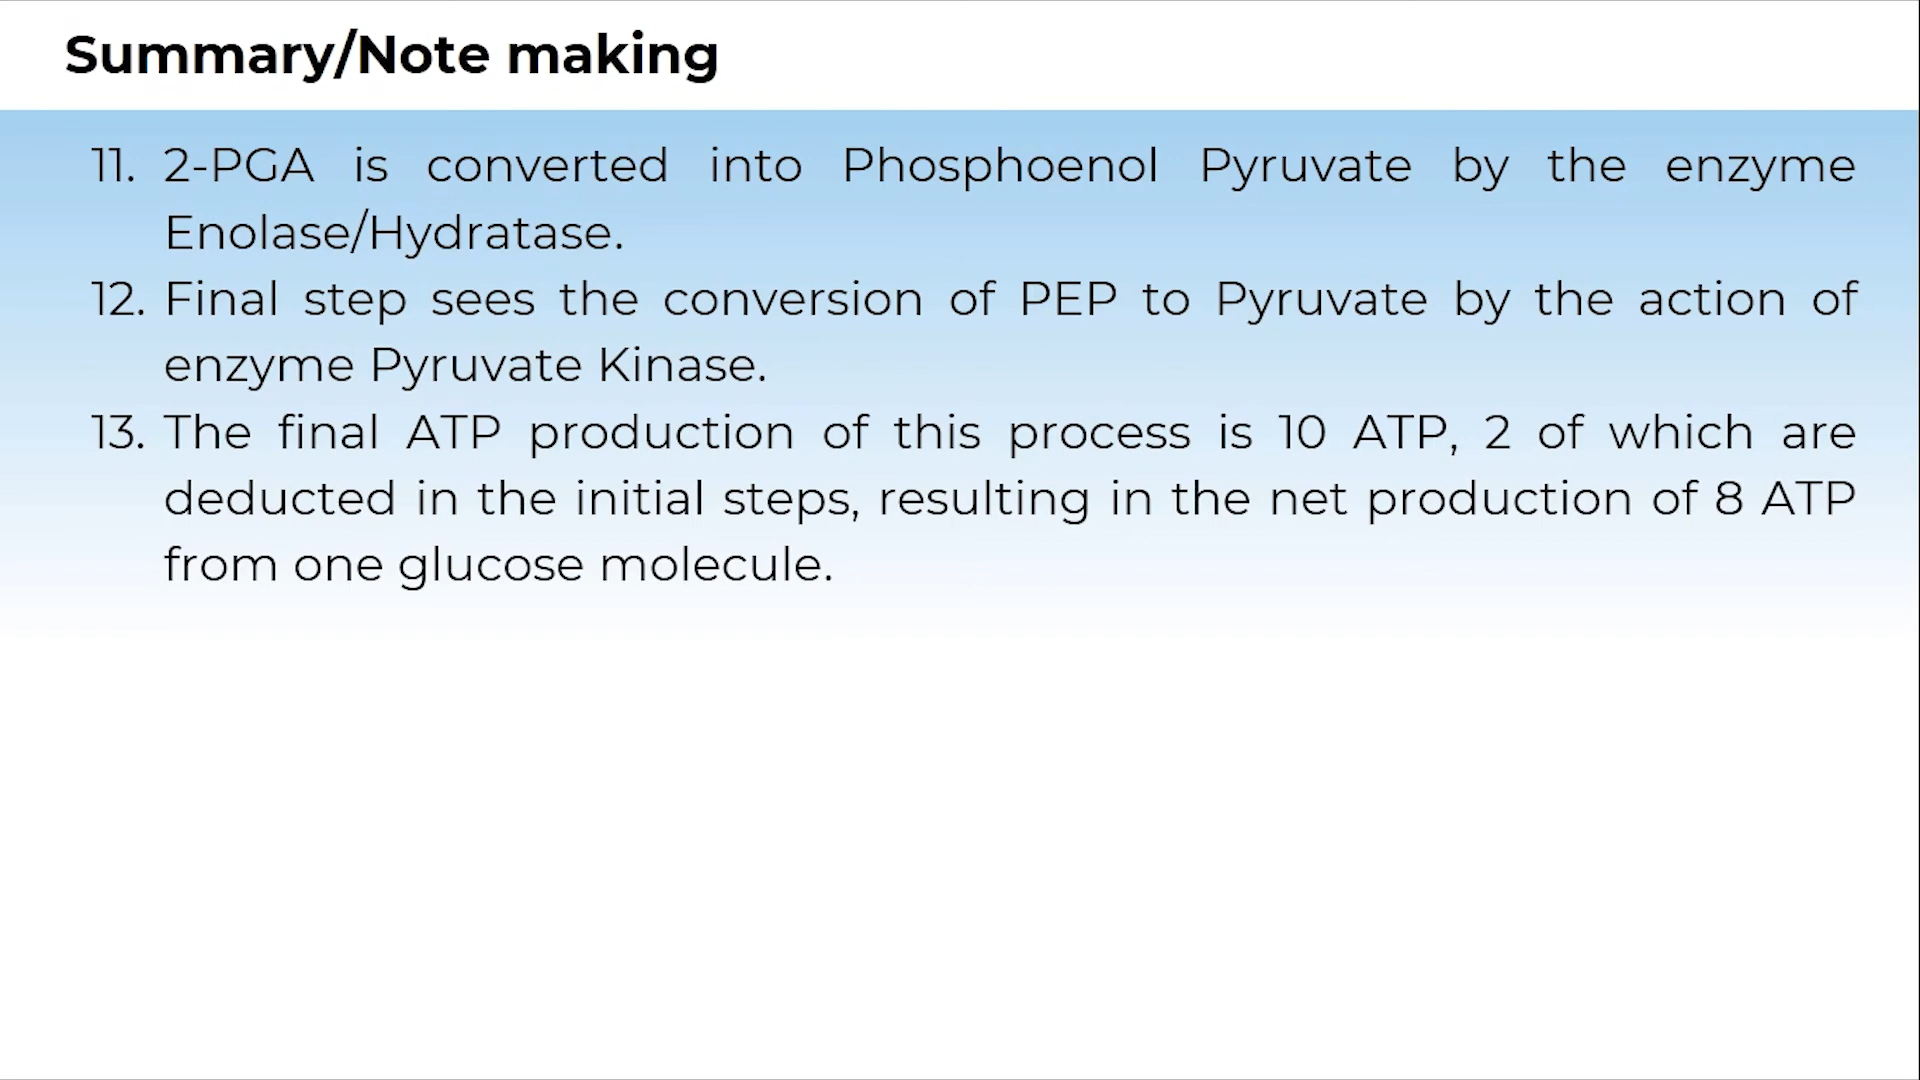 Summary/Note making
11. 2-PGA is converted into Phosphoenol Pyruvate by the enzyme
Enolase/Hydratase.
12. Final step sees the conversion of PEP to Pyruvate by the action of
enzyme Pyruvate Kinase.
13. The final ATP production of this process is 10 ATP, 2 of which are
deducted in the initial steps, resulting in the net production of 8 ATP
from one glucose molecule.